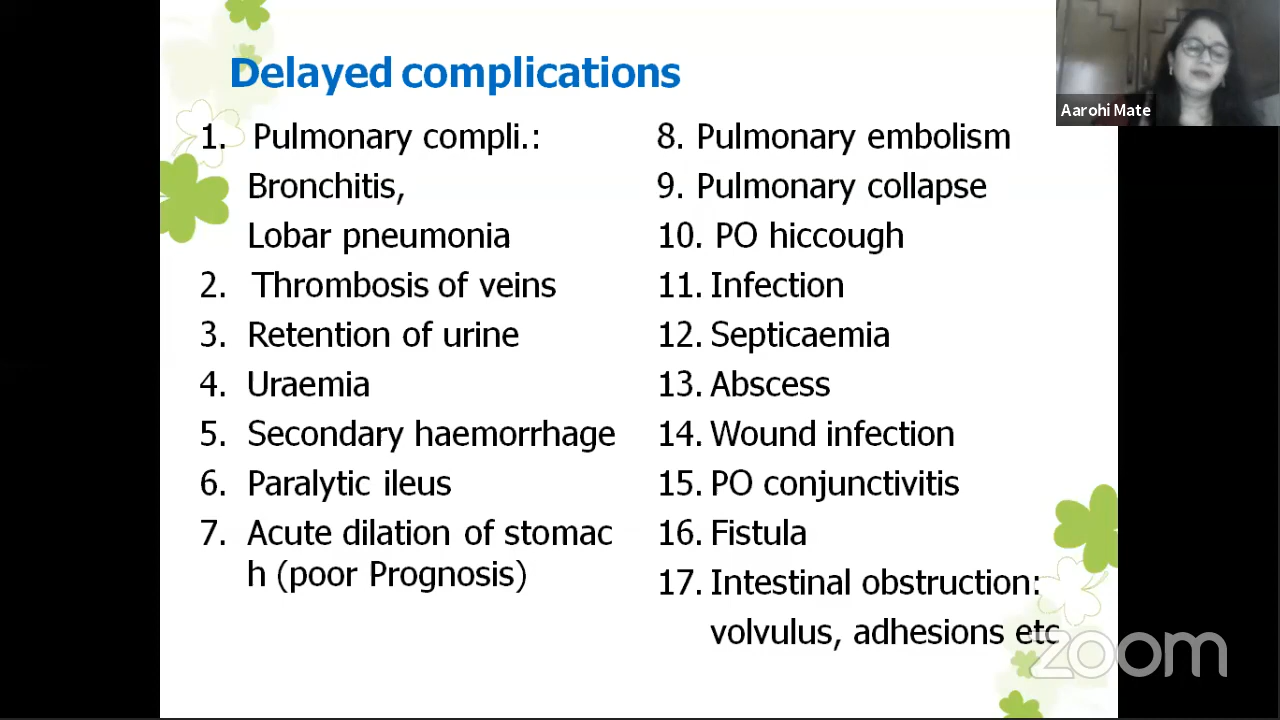 Delayed complications
1. Pulmonary compli.:
Bronchitis,
Lobar pneumonia
2. Thrombosis of veins
3. Retention of urine
4. Uraemia
5. Secondary haemorrhage
6. Paralytic ileus
7. Acute dilation of stomac
h (poor Prognosis)
8. Pulmonary embolism
9. Pulmonary collapse
10. PO hiccough
11. Infection
12. Septicaemia
13. Abscess
14. Wound infection
15. PO conjunctivitis
16. Fistula
17. Intestinal obstruction:
volvulus, adhesions etc
Aarohi Mate
zoom